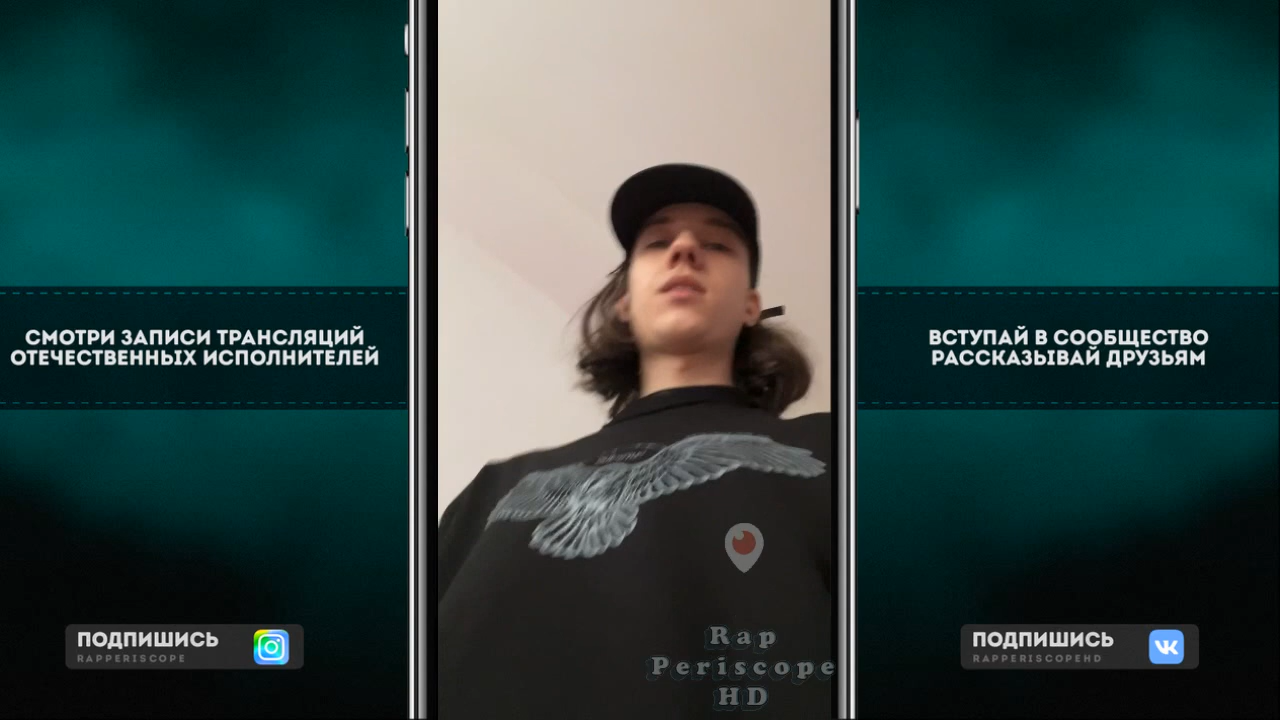 СМОТРИ ЗАПИСИ ТРАНСЛЯЦИЙ
ОТЕЧЕСТВЕННЫХ ИСПОЛНИТЕЛЕЙ
ВСТУПАЙ В СООБЩЕСТВО
РАССКАЗЫВАЙ ДРУЗЬЯМ
Rap
Periscope
HD
ПОДПИШИСЬ
RAPPERISCOPE
ПОДПИШИСЬ
RAPPERISCOPEHD